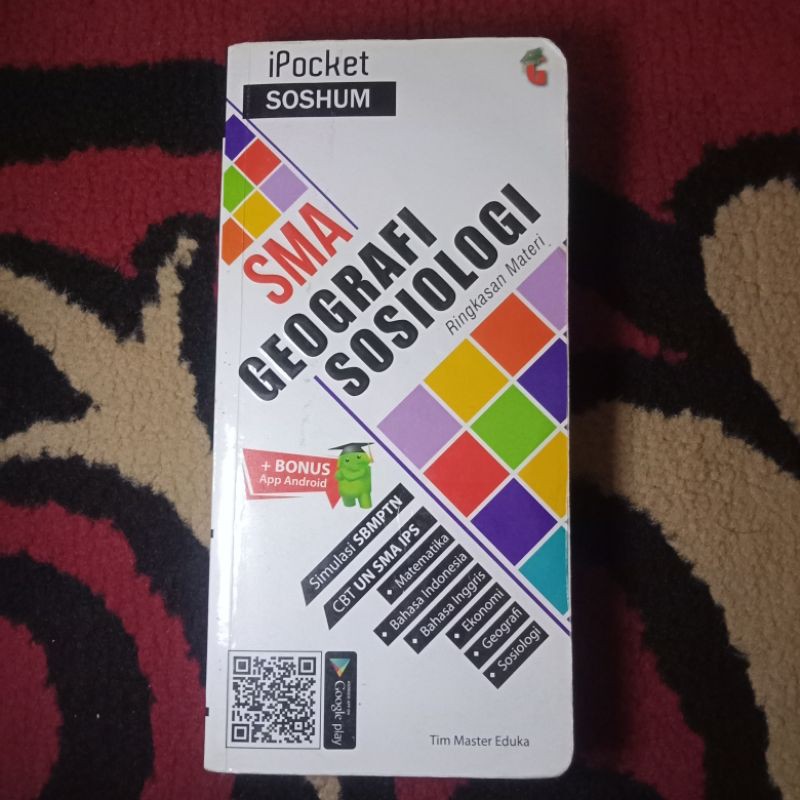 iPocket
SOSHUM
SMA
GEOGRAFI
SOSIOLOGI
Ringkasan Materi
+ BONUS
App Android
Simulasi SBMPTN
CBT UN SMA IPS
• Matematika
• Bahasa Indonesia
• Bahasa Inggris
• Ekonomi
• Geografi
• Sosiologi
Google play
Tim Master Eduka